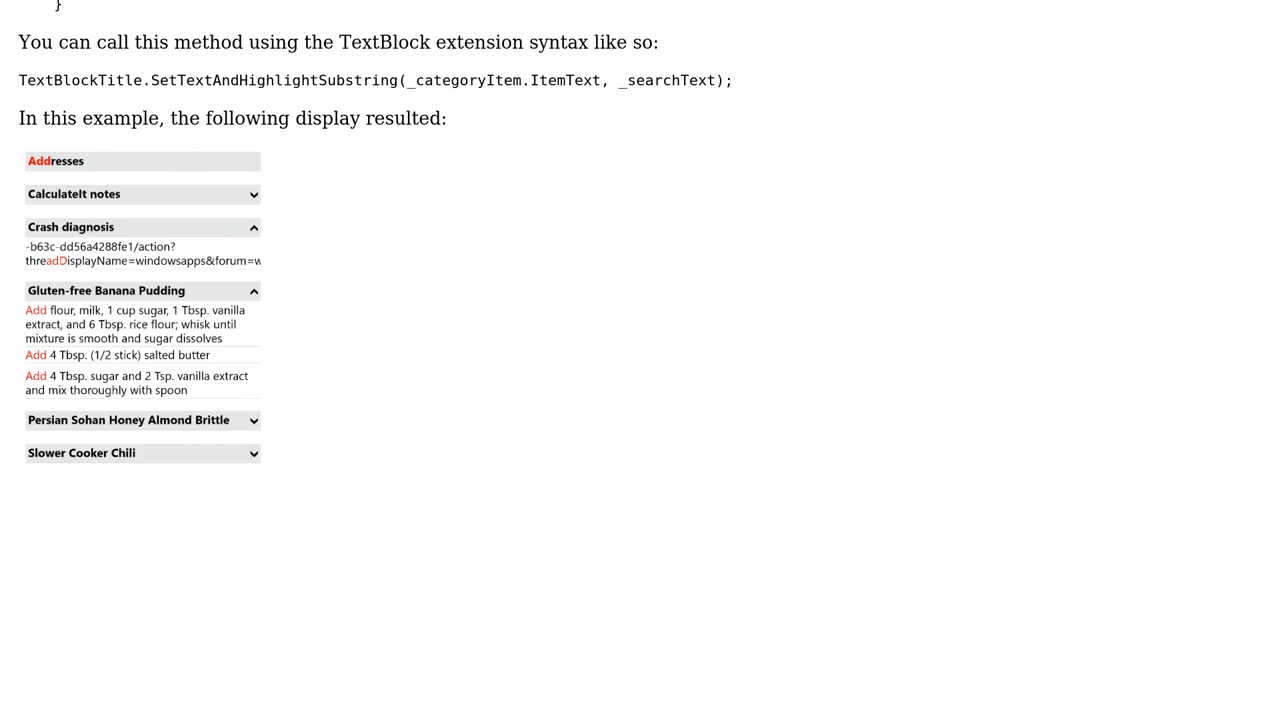 }
You can call this method using the TextBlock extension syntax like so:
TextBlockTitle.SetTextAndHighlightSubstring(_categoryItem.ItemText, _searchText);
In this example, the following display resulted:
Addresses
CalculateIt notes
Crash diagnosis
-b63c-dd56a4288fe1/action?
threadDisplayName=windowsapps&forum=w
Gluten-free Banana Pudding
Add flour, milk, 1 cup sugar, 1 Tbsp. vanilla
extract, and 6 Tbsp. rice flour; whisk until
mixture is smooth and sugar dissolves
Add 4 Tbsp. (1/2 stick) salted butter
Add 4 Tbsp. sugar and 2 Tsp. vanilla extract
and mix thoroughly with spoon
Persian Sohan Honey Almond Brittle
Slower Cooker Chili